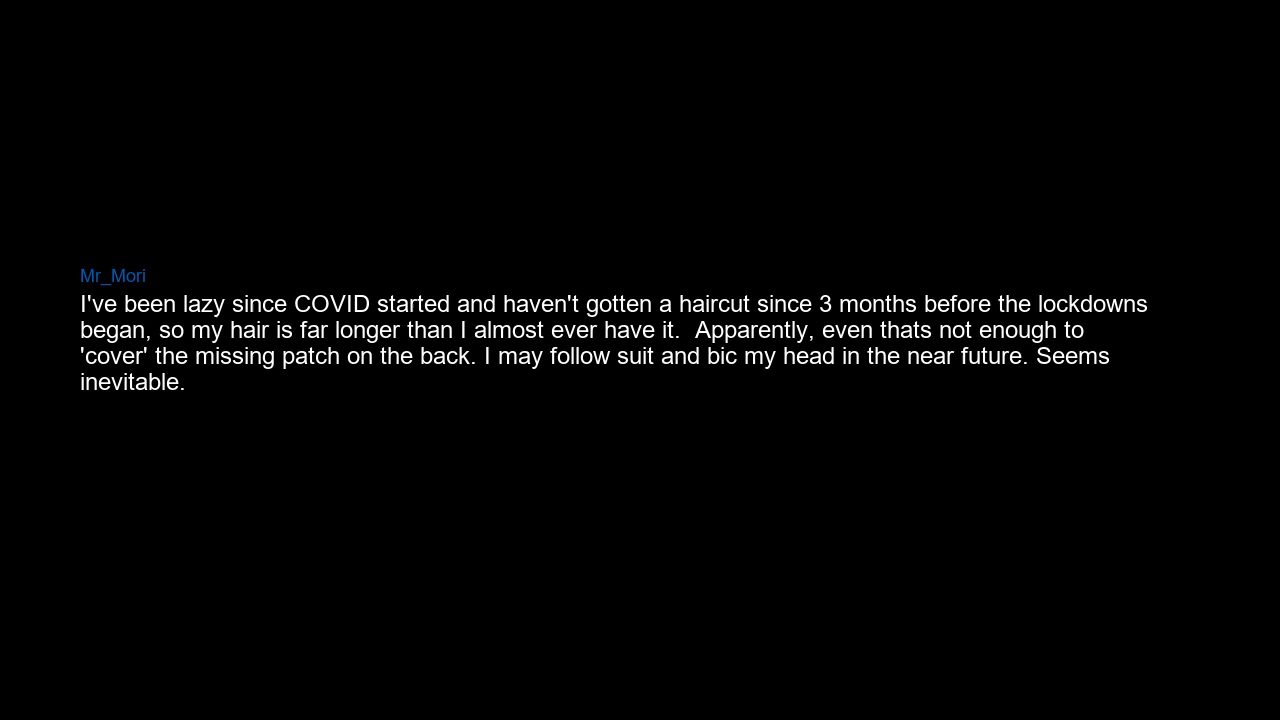 Mr_Mori
I've been lazy since COVID started and haven't gotten a haircut since 3 months before the lockdowns
began, so my hair is far longer than I almost ever have it.  Apparently, even thats not enough to
'cover' the missing patch on the back. I may follow suit and bic my head in the near future. Seems
inevitable.